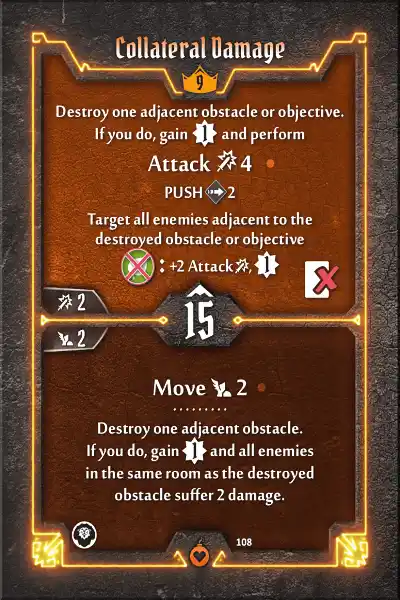 Collateral Damage
9
Destroy one adjacent obstacle or objective.
If you do, gain 1 and perform
Attack 4
PUSH 2
Target all enemies adjacent to the
destroyed obstacle or objective
: +2 Attack, 1
2
15
2
Move 2
Destroy one adjacent obstacle.
If you do, gain 1 and all enemies
in the same room as the destroyed
obstacle suffer 2 damage.
108